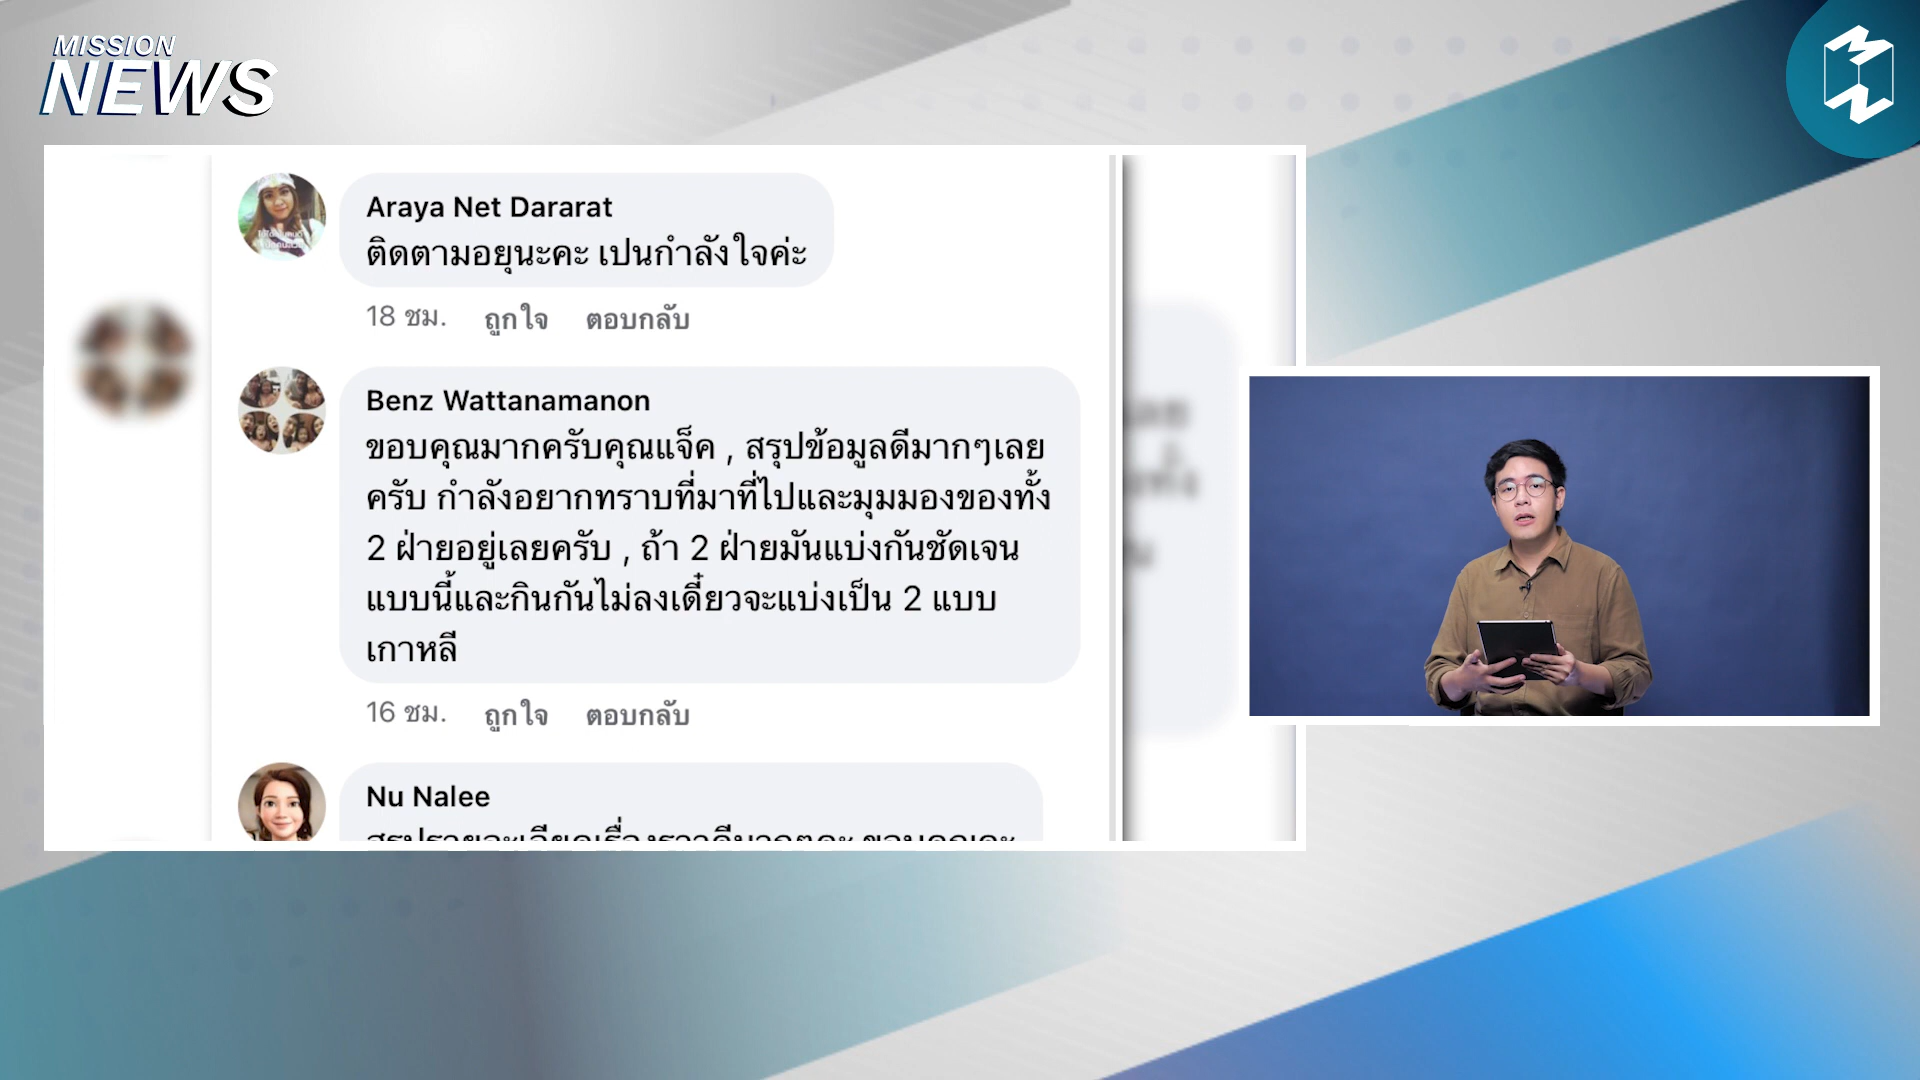 MISSION
NEWS
Araya Net Dararat
ติดตามอยุนะคะ เปนกำลังใจค่ะ
18 ชม. ถูกใจ ตอบกลับ
Benz Wattanamanon
ขอบคุณมากครับคุณแจ็ค , สรุปข้อมูลดีมากๆเลย
ครับ กำลังอยากทราบที่มาที่ไปและมุมมองของทั้ง
2 ฝ่ายอยู่เลยครับ , ถ้า 2 ฝ่ายมันแบ่งกันชัดเจน
แบบนี้และกินกันไม่ลงเดี๋ยวจะแบ่งเป็น 2 แบบ
เกาหลี
16 ชม. ถูกใจ ตอบกลับ
Nu Nalee